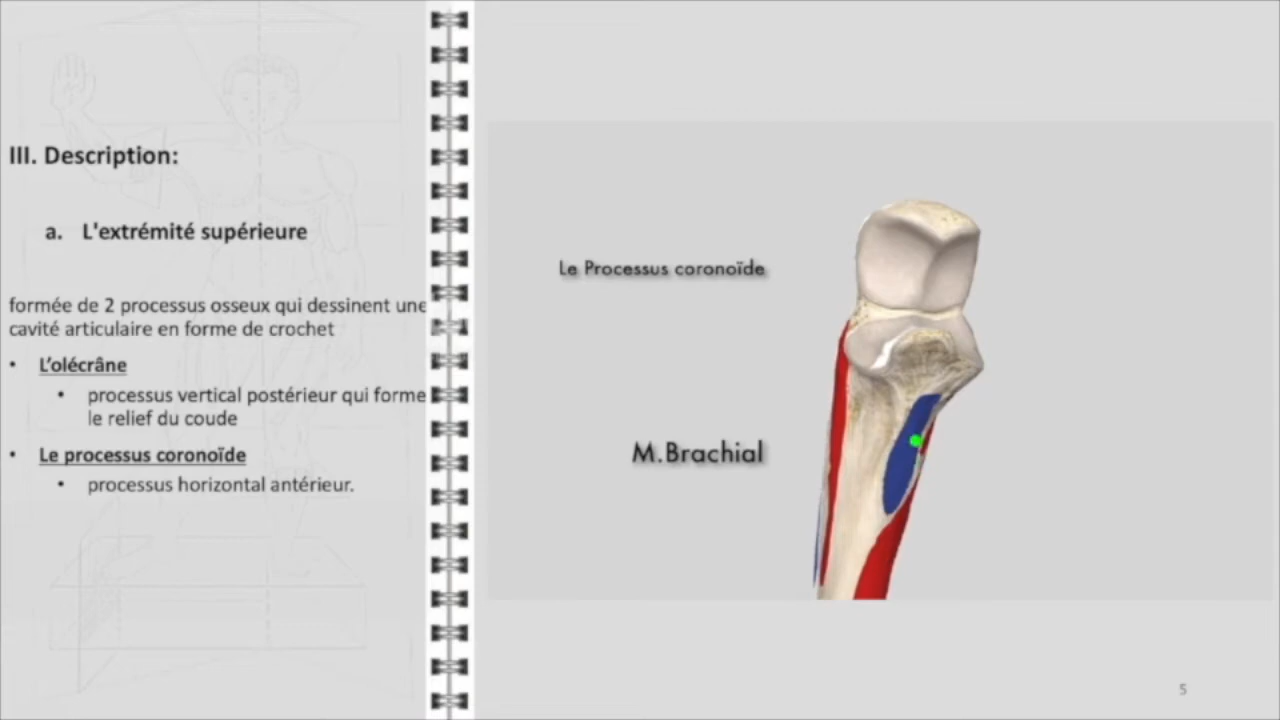 III. Description:
a. L'extrémité supérieure
formée de 2 processus osseux qui dessinent une
cavité articulaire en forme de crochet
• L'olécrâne
• processus vertical postérieur qui forme
le relief du coude
• Le processus coronoïde
• processus horizontal antérieur.
Le Processus coronoïde
M.Brachial
5